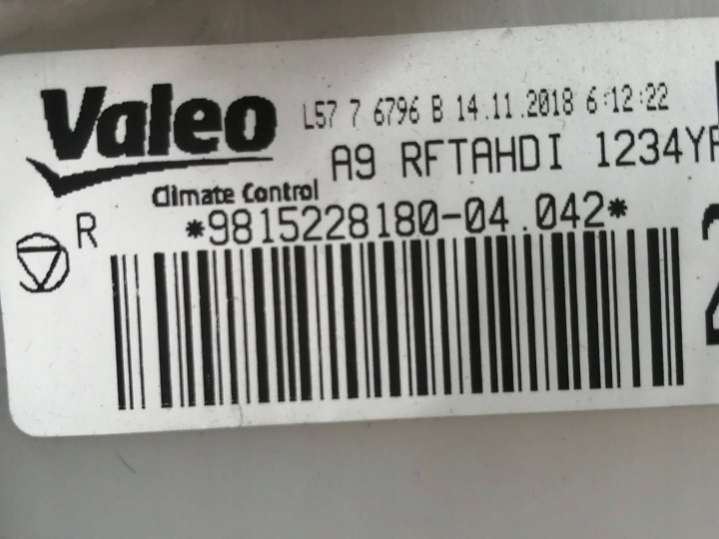 Valeo L57 7 6796 B 14.11.2018 6:12:22
A9 RFTAHDI 1234Y
Climate Control
R *9815228180-04.042*